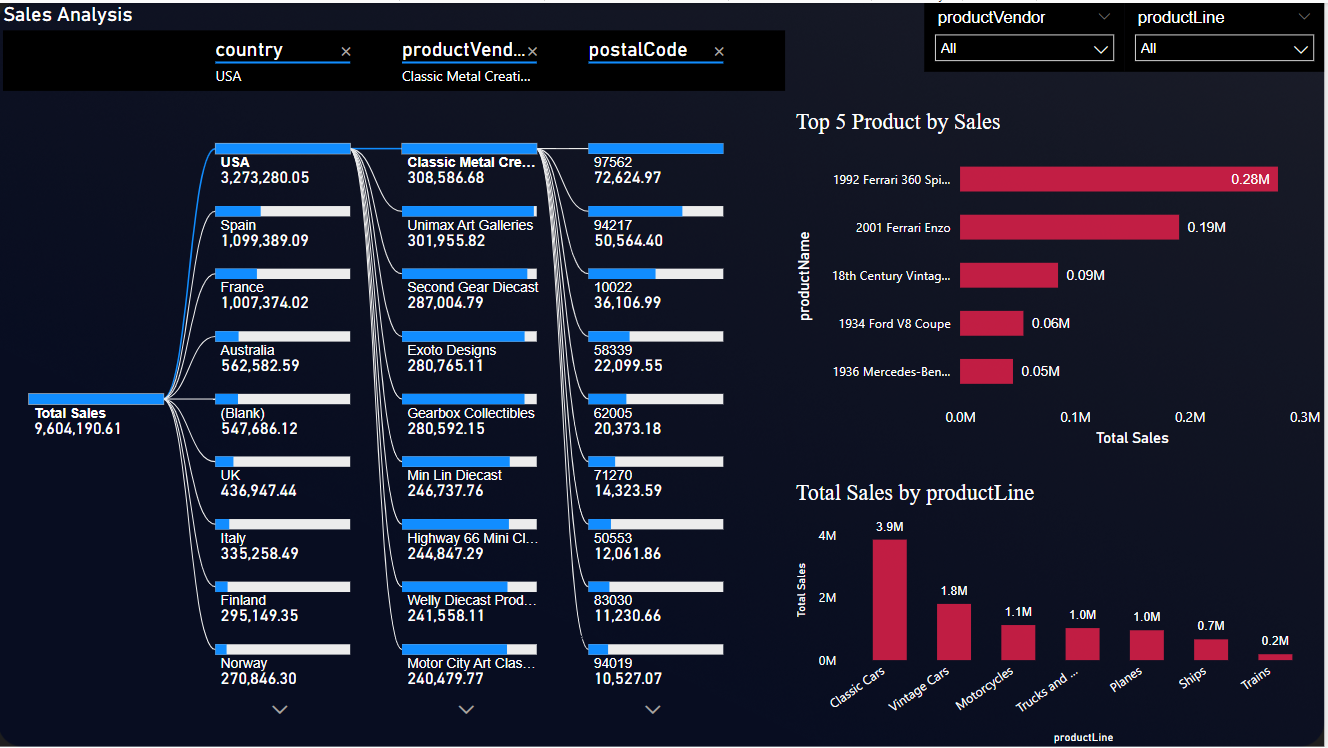 Sales Analysis
productVendor
All
productLine
All
country
USA
productVend...
Classic Metal Creati...
postalCode
Total Sales
9,604,190.61
USA
3,273,280.05
Spain
1,099,389.09
France
1,007,374.02
Australia
562,582.59
(Blank)
547,686.12
UK
436,947.44
Italy
335,258.49
Finland
295,149.35
Norway
270,846.30
Classic Metal Cre...
308,586.68
Unimax Art Galleries
301,955.82
Second Gear Diecast
287,004.79
Exoto Designs
280,765.11
Gearbox Collectibles
280,592.15
Min Lin Diecast
246,737.76
Highway 66 Mini Cl...
244,847.29
Welly Diecast Prod...
241,558.11
Motor City Art Clas...
240,479.77
97562
72,624.97
94217
50,564.40
10022
36,106.99
58339
22,099.55
62005
20,373.18
71270
14,323.59
50553
12,061.86
83030
11,230.66
94019
10,527.07
Top 5 Product by Sales
productName
1992 Ferrari 360 Spi...
0.28M
2001 Ferrari Enzo
0.19M
18th Century Vintag...
0.09M
1934 Ford V8 Coupe
0.06M
1936 Mercedes-Ben...
0.05M
0.0M 0.1M 0.2M 0.3M
Total Sales
Total Sales by productLine
Total Sales
4M
2M
0M
3.9M
1.8M
1.1M
1.0M
1.0M
0.7M
0.2M
Classic Cars
Vintage Cars
Motorcycles
Trucks and ...
Planes
Ships
Trains
productLine